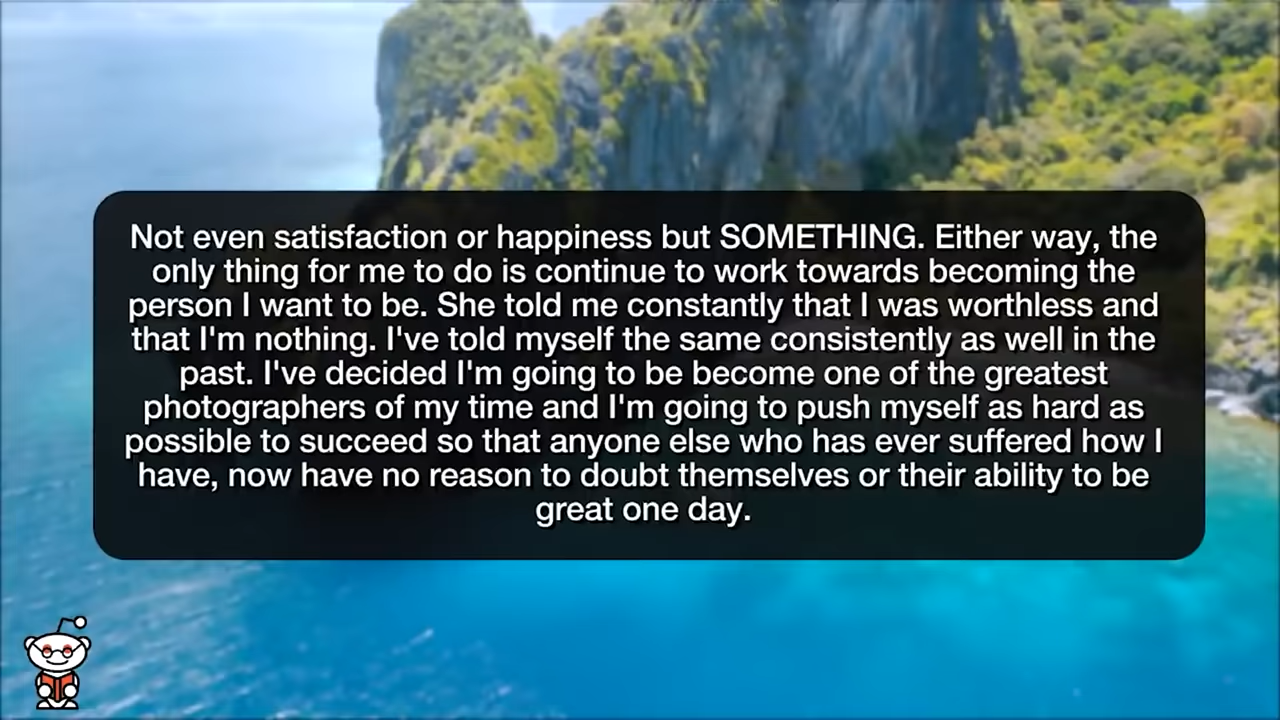 Not even satisfaction or happiness but SOMETHING. Either way, the
only thing for me to do is continue to work towards becoming the
person I want to be. She told me constantly that I was worthless and
that I'm nothing. I've told myself the same consistently as well in the
past. I've decided I'm going to be become one of the greatest
photographers of my time and I'm going to push myself as hard as
possible to succeed so that anyone else who has ever suffered how I
have, now have no reason to doubt themselves or their ability to be
great one day.